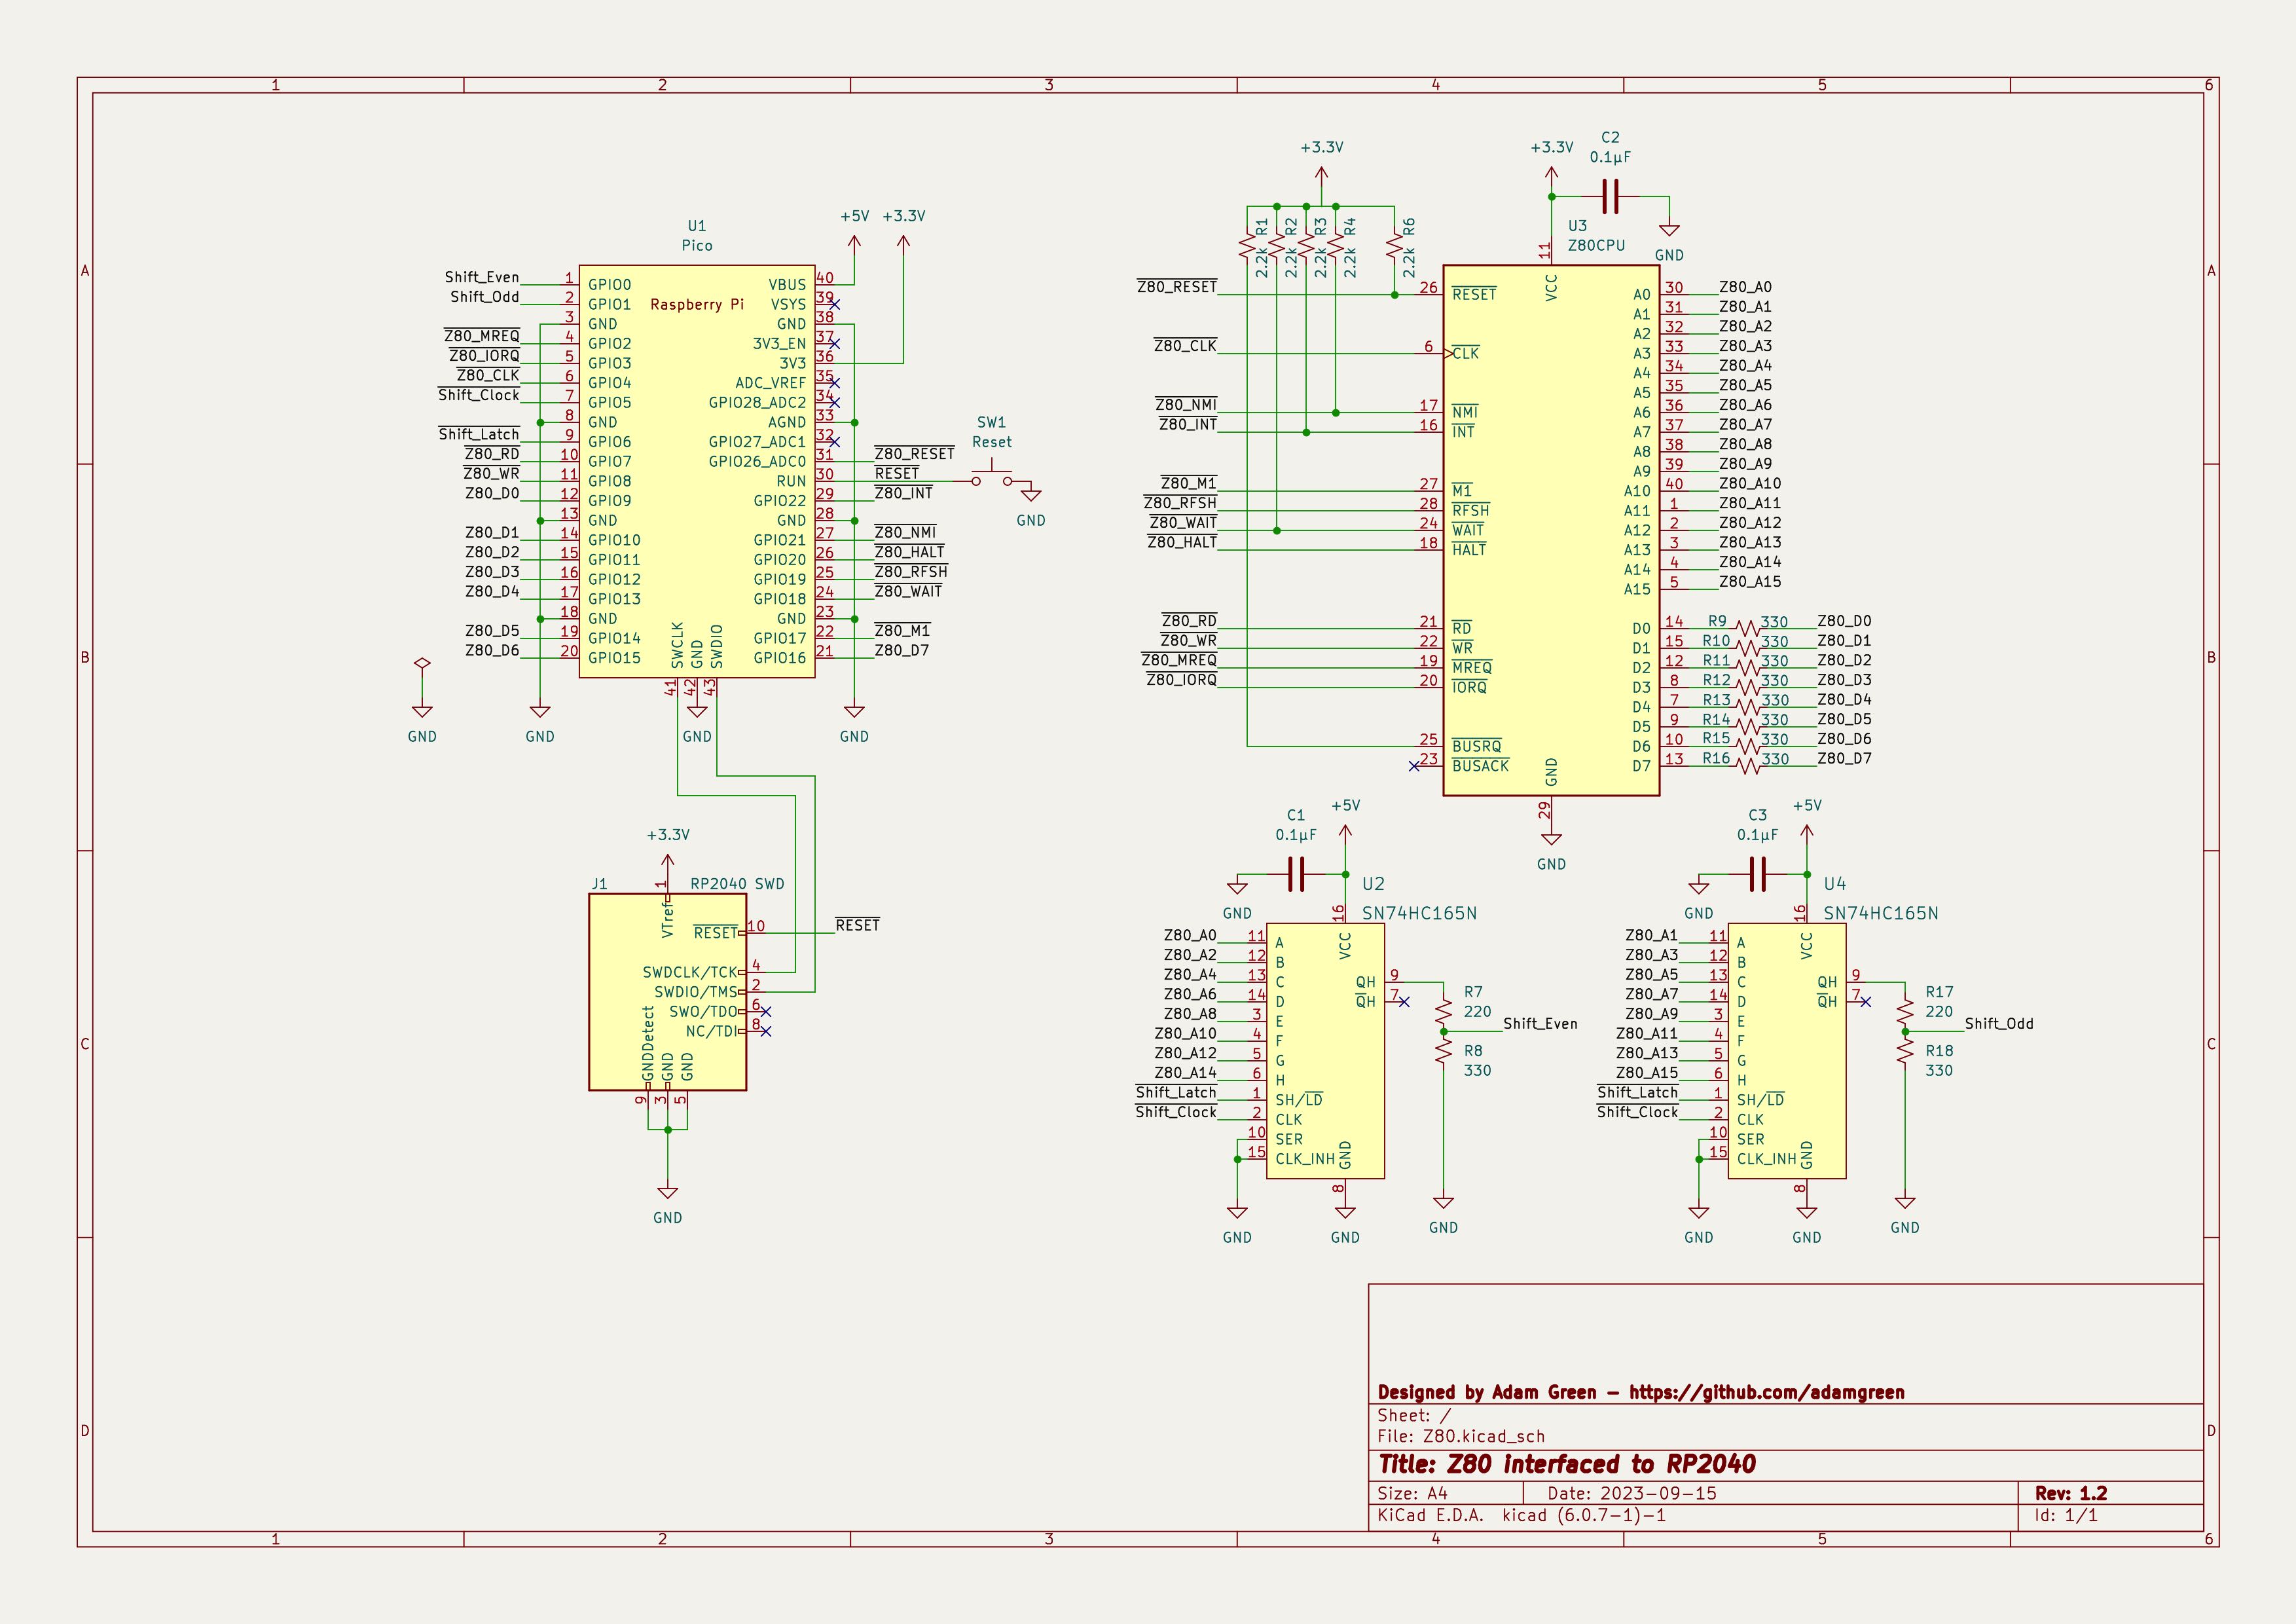 1 2 3 4 5 6
A
B
C
D
U1
Pico
+5V +3.3V
Raspberry Pi
Shift_Even 1 GPIO0
Shift_Odd 2 GPIO1
3 GND
Z80_MREQ 4 GPIO2
Z80_IORQ 5 GPIO3
Z80_CLK 6 GPIO4
Shift_Clock 7 GPIO5
8 GND
Shift_Latch 9 GPIO6
Z80_RD 10 GPIO7
Z80_WR 11 GPIO8
Z80_D0 12 GPIO9
13 GND
Z80_D1 14 GPIO10
Z80_D2 15 GPIO11
Z80_D3 16 GPIO12
Z80_D4 17 GPIO13
18 GND
Z80_D5 19 GPIO14
Z80_D6 20 GPIO15
VBUS 40
VSYS 39
GND 38
3V3_EN 37
3V3 36
ADC_VREF 35
GPIO28_ADC2 34
AGND 33
GPIO27_ADC1 32
GPIO26_ADC0 31 Z80_RESET
RUN 30 RESET
GPIO22 29 Z80_INT
GND 28
GPIO21 27 Z80_NMI
GPIO20 26 Z80_HALT
GPIO19 25 Z80_RFSH
GPIO18 24 Z80_WAIT
GND 23
GPIO17 22 Z80_M1
GPIO16 21 Z80_D7
SWCLK GND SWDIO
41 42 43
GND GND GND GND
SW1
Reset
GND
+3.3V
J1 RP2040 SWD
1
VTref
RESET 10 RESET
SWDCLK/TCK 4
SWDIO/TMS 2
SWO/TDO 6
NC/TDI 8
GNDDetect GND GND
9 3 5
GND
+3.3V
R1 2.2k
R2 2.2k
R3 2.2k
R4 2.2k
R6 2.2k
+3.3V
C2
0.1µF
GND
U3
Z80CPU
11
VCC
Z80_RESET 26 RESET
Z80_CLK 6 CLK
Z80_NMI 17 NMI
Z80_INT 16 INT
Z80_M1 27 M1
Z80_RFSH 28 RFSH
Z80_WAIT 24 WAIT
Z80_HALT 18 HALT
Z80_RD 21 RD
Z80_WR 22 WR
Z80_MREQ 19 MREQ
Z80_IORQ 20 IORQ
25 BUSRQ
23 BUSACK
A0 30 Z80_A0
A1 31 Z80_A1
A2 32 Z80_A2
A3 33 Z80_A3
A4 34 Z80_A4
A5 35 Z80_A5
A6 36 Z80_A6
A7 37 Z80_A7
A8 38 Z80_A8
A9 39 Z80_A9
A10 40 Z80_A10
A11 1 Z80_A11
A12 2 Z80_A12
A13 3 Z80_A13
A14 4 Z80_A14
A15 5 Z80_A15
D0 14 R9 330 Z80_D0
D1 15 R10 330 Z80_D1
D2 12 R11 330 Z80_D2
D3 8 R12 330 Z80_D3
D4 7 R13 330 Z80_D4
D5 9 R14 330 Z80_D5
D6 10 R15 330 Z80_D6
D7 13 R16 330 Z80_D7
GND
29
GND
C1
0.1µF
+5V
GND
U2
SN74HC165N
16
VCC
Z80_A0 11 A
Z80_A2 12 B
Z80_A4 13 C
Z80_A6 14 D
Z80_A8 3 E
Z80_A10 4 F
Z80_A12 5 G
Z80_A14 6 H
Shift_Latch 1 SH/LD
Shift_Clock 2 CLK
10 SER
15 CLK_INH
GND
8
QH 9
QH 7
R7
220
Shift_Even
R8
330
GND GND GND
C3
0.1µF
+5V
GND
U4
SN74HC165N
16
VCC
Z80_A1 11 A
Z80_A3 12 B
Z80_A5 13 C
Z80_A7 14 D
Z80_A9 3 E
Z80_A11 4 F
Z80_A13 5 G
Z80_A15 6 H
Shift_Latch 1 SH/LD
Shift_Clock 2 CLK
10 SER
15 CLK_INH
GND
8
QH 9
QH 7
R17
220
Shift_Odd
R18
330
GND GND GND
Designed by Adam Green – https://github.com/adamgreen
Sheet: /
File: Z80.kicad_sch
Title: Z80 interfaced to RP2040
Size: A4 Date: 2023-09-15 Rev: 1.2
KiCad E.D.A. kicad (6.0.7-1)-1 Id: 1/1
A
B
C
D
1 2 3 4 5 6